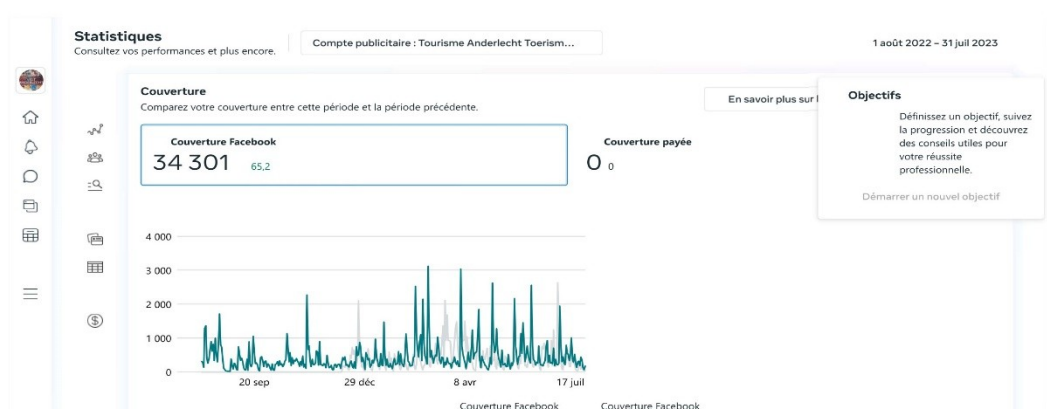 Statistiques
Consultez vos performances et plus encore.
Compte publicitaire : Tourisme Anderlecht Toerism...
1 août 2022 – 31 juil 2023
Couverture
Comparez votre couverture entre cette période et la période précédente.
En savoir plus sur l
Objectifs
Définissez un objectif, suivez
la progression et découvrez
des conseils utiles pour
votre réussite
professionnelle.
Démarrer un nouvel objectif
Couverture Facebook
34 301 65,2
Couverture payée
0 0
4 000
3 000
2 000
1 000
0
20 sep 29 déc 8 avr 17 juil
Couverture Facebook Couverture Facebook